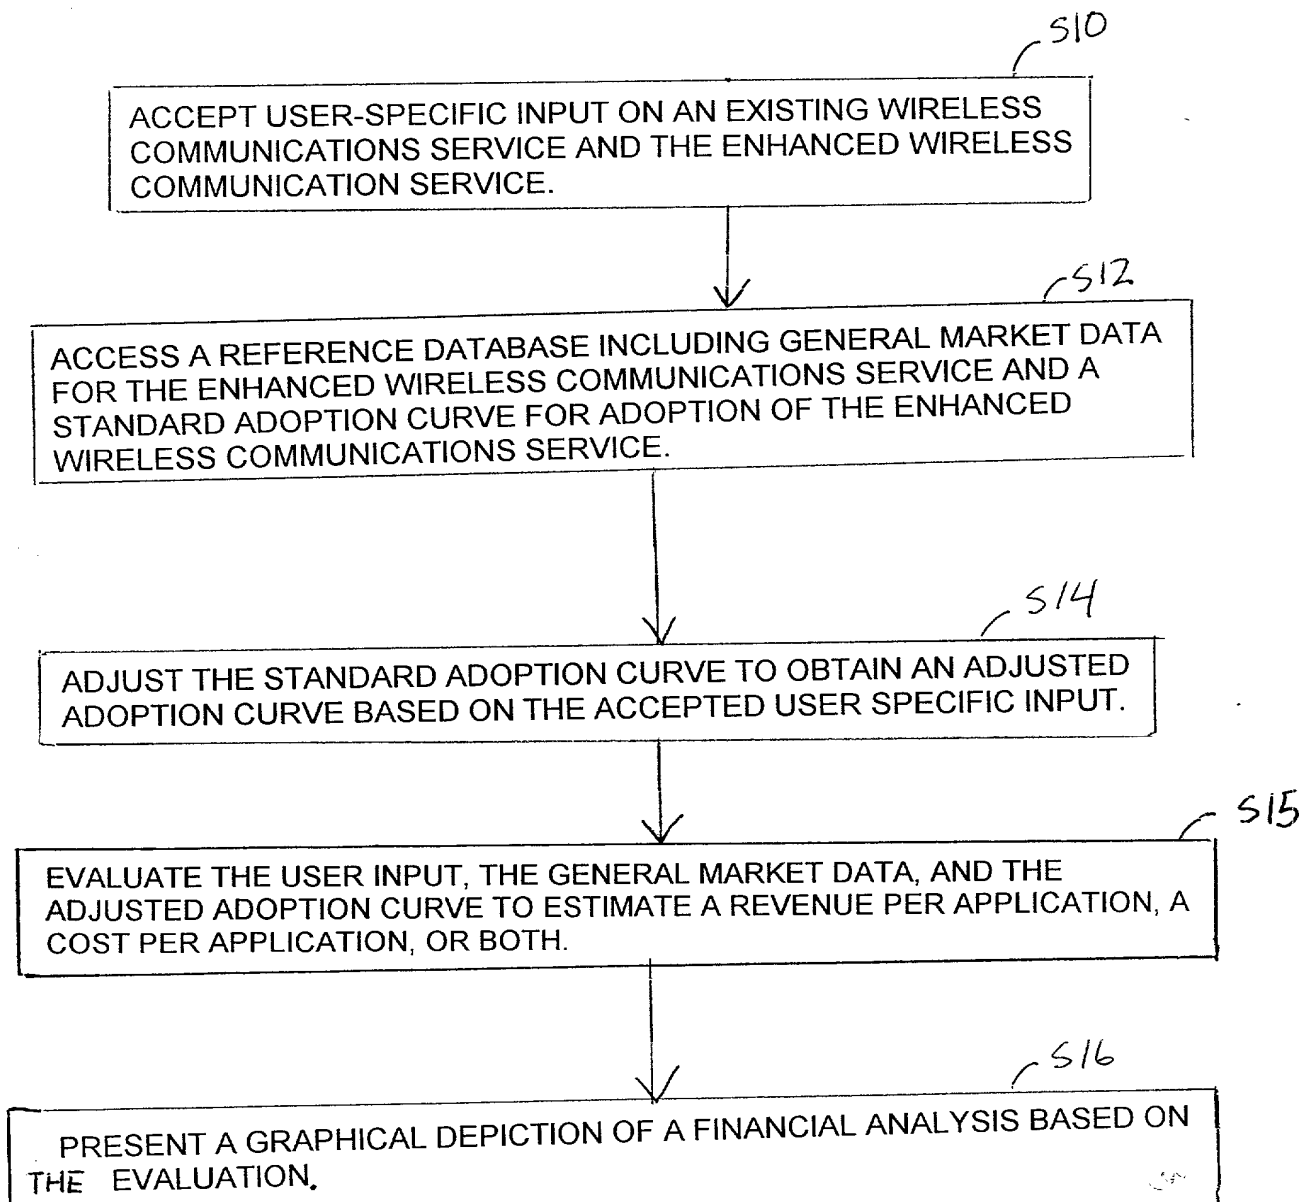 S10
ACCEPT USER-SPECIFIC INPUT ON AN EXISTING WIRELESS
COMMUNICATIONS SERVICE AND THE ENHANCED WIRELESS
COMMUNICATION SERVICE.
S12
ACCESS A REFERENCE DATABASE INCLUDING GENERAL MARKET DATA
FOR THE ENHANCED WIRELESS COMMUNICATIONS SERVICE AND A
STANDARD ADOPTION CURVE FOR ADOPTION OF THE ENHANCED
WIRELESS COMMUNICATIONS SERVICE.
S14
ADJUST THE STANDARD ADOPTION CURVE TO OBTAIN AN ADJUSTED
ADOPTION CURVE BASED ON THE ACCEPTED USER SPECIFIC INPUT.
S15
EVALUATE THE USER INPUT, THE GENERAL MARKET DATA, AND THE
ADJUSTED ADOPTION CURVE TO ESTIMATE A REVENUE PER APPLICATION, A
COST PER APPLICATION, OR BOTH.
S16
PRESENT A GRAPHICAL DEPICTION OF A FINANCIAL ANALYSIS BASED ON
THE EVALUATION.